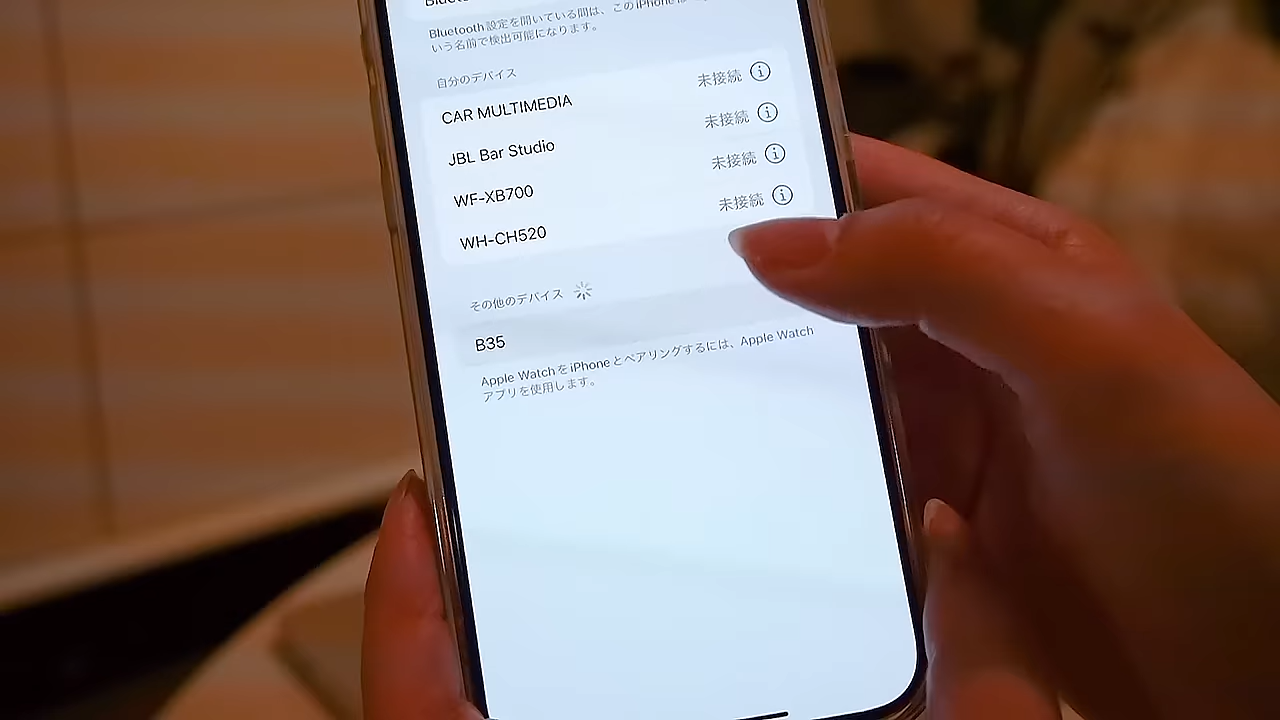 Bluetooth設定を開いている間は、このiPhoneは
いう名前で検出可能になります。
自分のデバイス
CAR MULTIMEDIA 未接続
JBL Bar Studio 未接続
WF-XB700 未接続
WH-CH520 未接続
その他のデバイス
B35
Apple WatchをiPhoneとペアリングするには、Apple Watch
アプリを使用します。